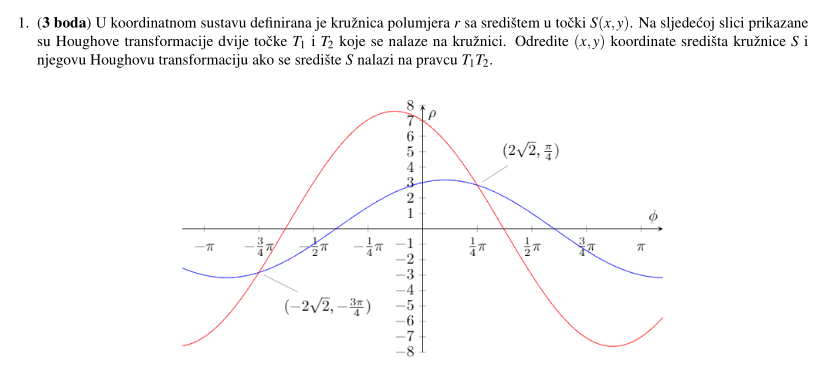 1. (3 boda) U koordinatnom sustavu definirana je kružnica polumjera r sa središtem u točki S(x,y). Na sljedećoj slici prikazane
su Houghove transformacije dvije točke T₁ i T₂ koje se nalaze na kružnici. Odredite (x,y) koordinate središta kružnice S i
njegovu Houghovu transformaciju ako se središte S nalazi na pravcu T₁T₂.
8
ρ
7
6
5
(2√2, π/4)
4
3
2
1
ϕ
−π
−3/4 π
−1/2 π
−1/4 π
1/4 π
1/2 π
3/4 π
π
−1
−2
−3
−4
(−2√2, −3π/4)
−5
−6
−7
−8